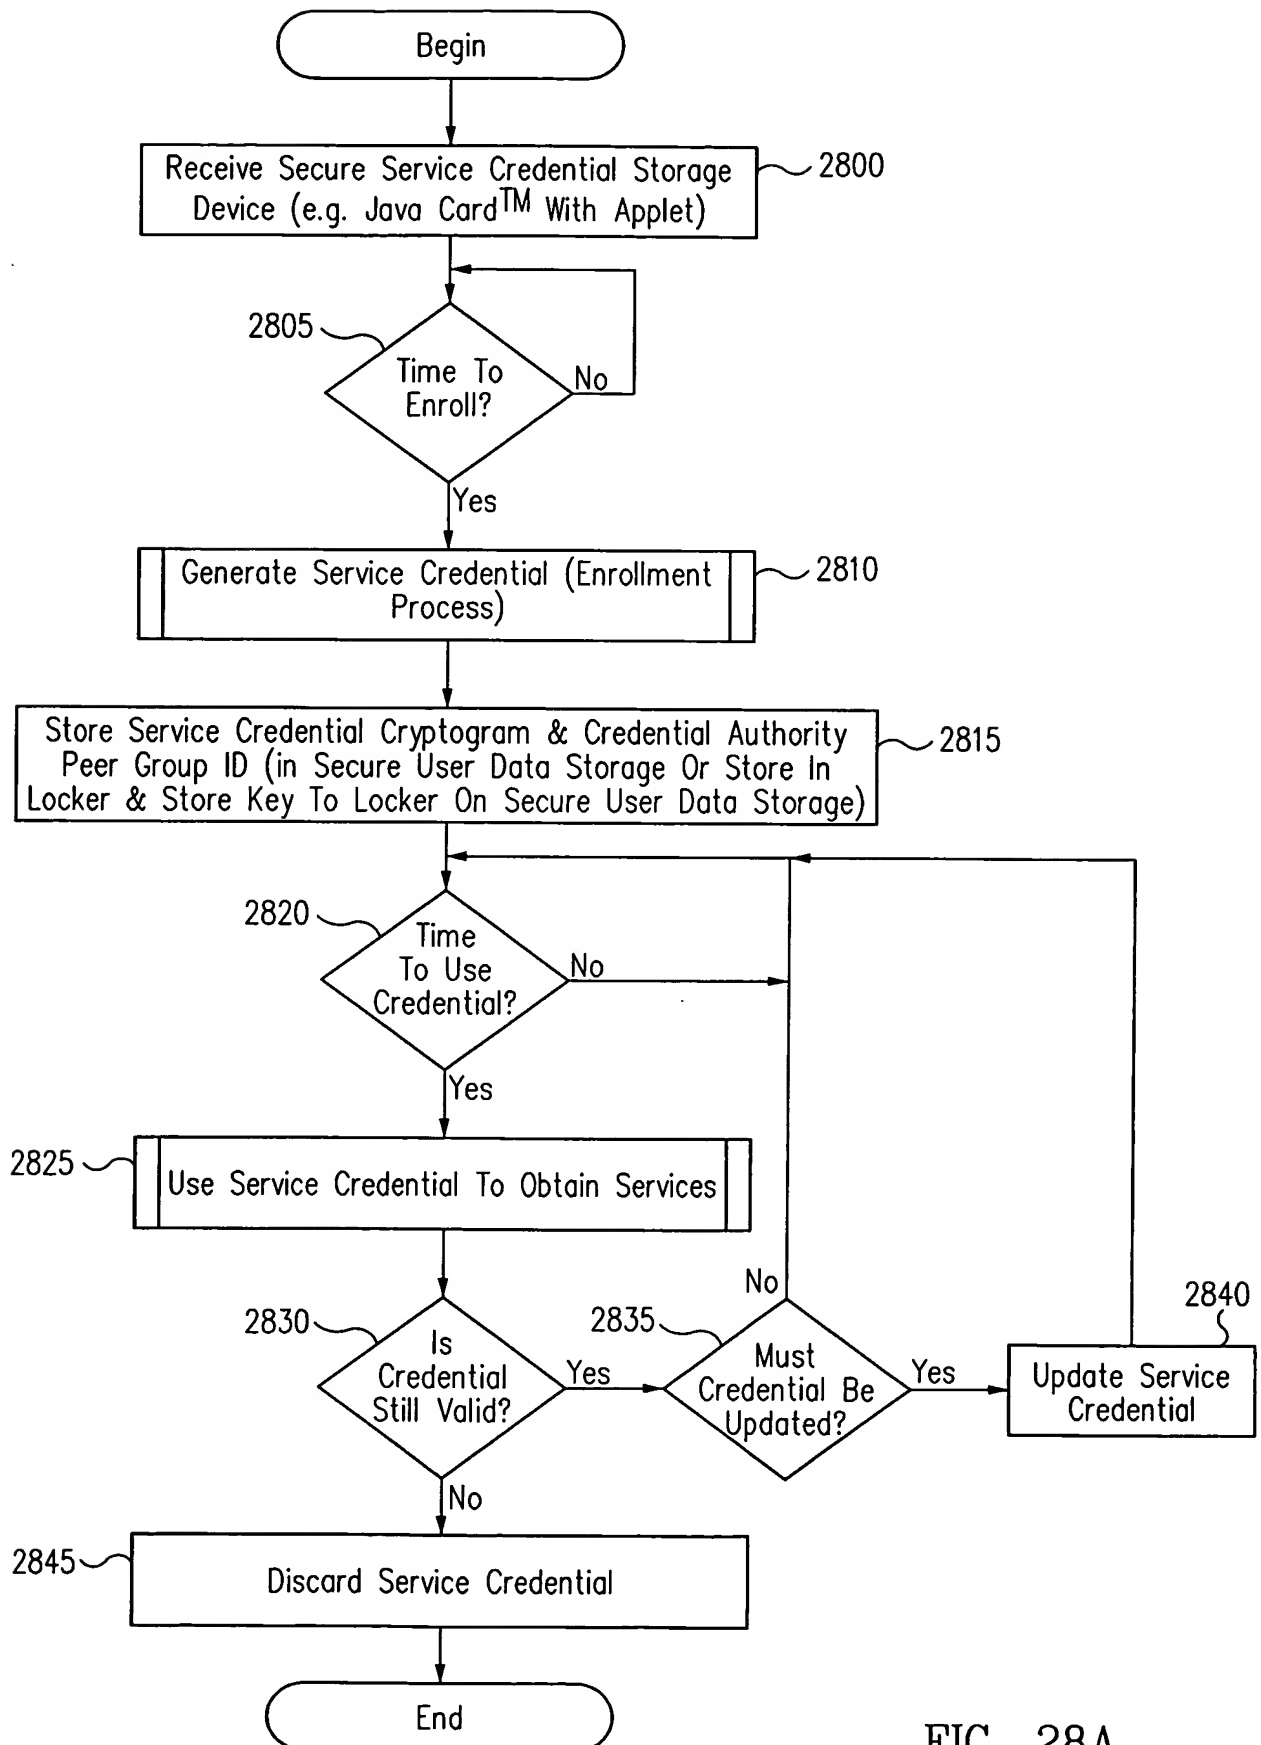 Begin
Receive Secure Service Credential Storage
Device (e.g. Java Card™ With Applet)
2800
2805
Time To
Enroll?
No
Yes
Generate Service Credential (Enrollment
Process)
2810
Store Service Credential Cryptogram & Credential Authority
Peer Group ID (in Secure User Data Storage Or Store In
Locker & Store Key To Locker On Secure User Data Storage)
2815
2820
Time
To Use
Credential?
No
Yes
2825
Use Service Credential To Obtain Services
2830
Is
Credential
Still Valid?
Yes
No
2835
Must
Credential Be
Updated?
No
Yes
2840
Update Service
Credential
2845
Discard Service Credential
End
FIG. 28A